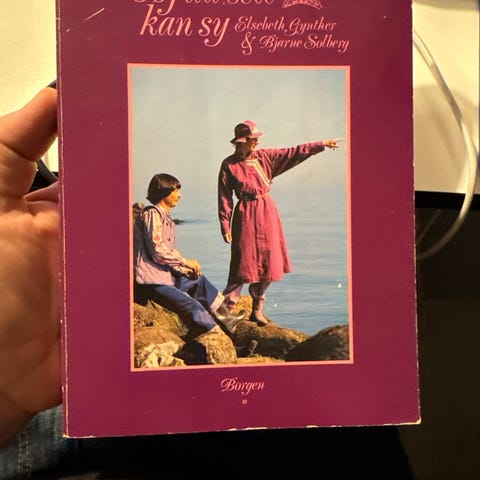 kan sy Elsebeth Gynther
& Bjarne Solberg
Borgen